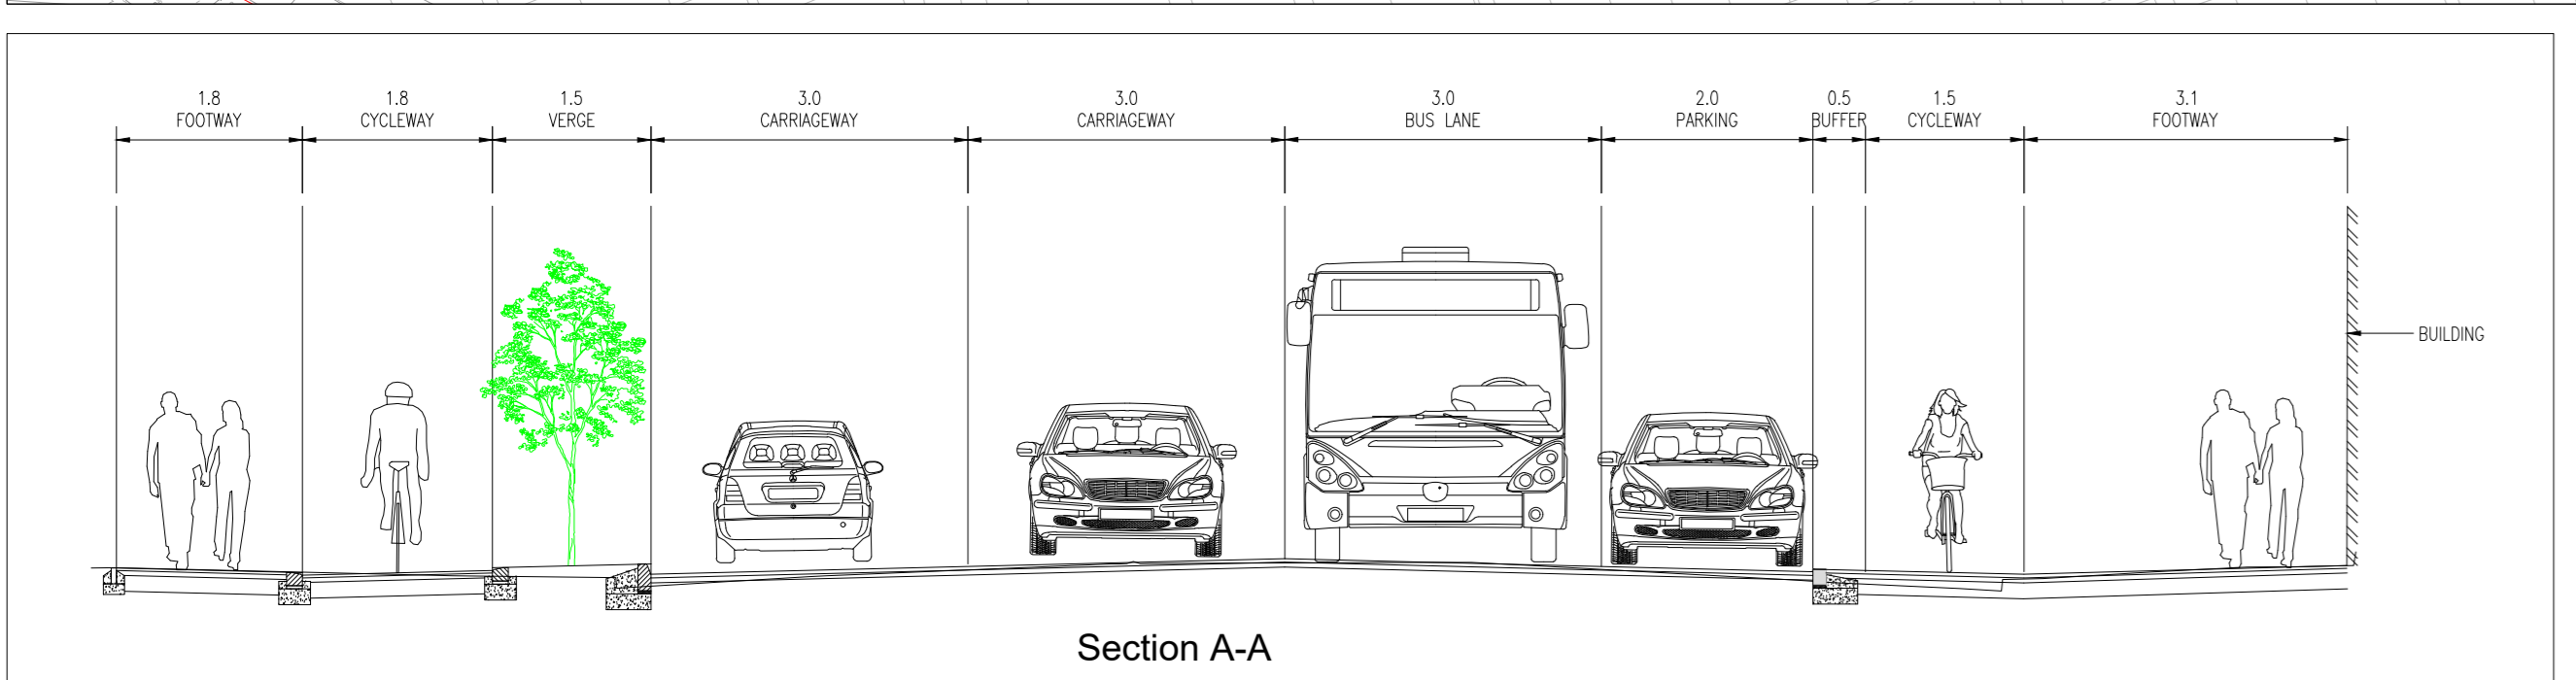 1.8
FOOTWAY
1.8
CYCLEWAY
1.5
VERGE
3.0
CARRIAGEWAY
3.0
CARRIAGEWAY
3.0
BUS LANE
2.0
PARKING
0.5
BUFFER
1.5
CYCLEWAY
3.1
FOOTWAY
BUILDING
Section A-A